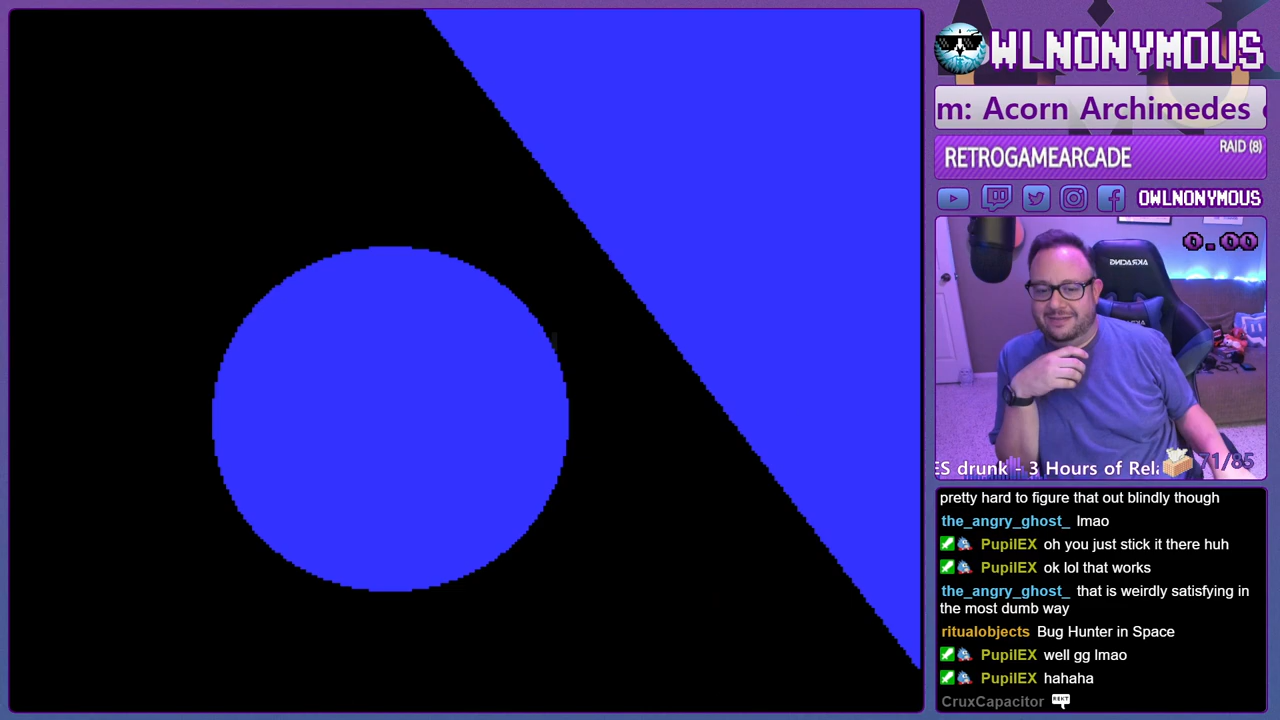 WLNONYMOUS
m: Acorn Archimedes
RETROGAMEARCADE
RAID (8)
OWLNONYMOUS
0.00
AKRACING
ES drunk - 3 Hours of Rela
71/85
pretty hard to figure that out blindly though
the_angry_ghost_ lmao
PupilEX oh you just stick it there huh
PupilEX ok lol that works
the_angry_ghost_ that is weirdly satisfying in
the most dumb way
ritualobjects Bug Hunter in Space
PupilEX well gg lmao
PupilEX hahaha
CruxCapacitor REKT